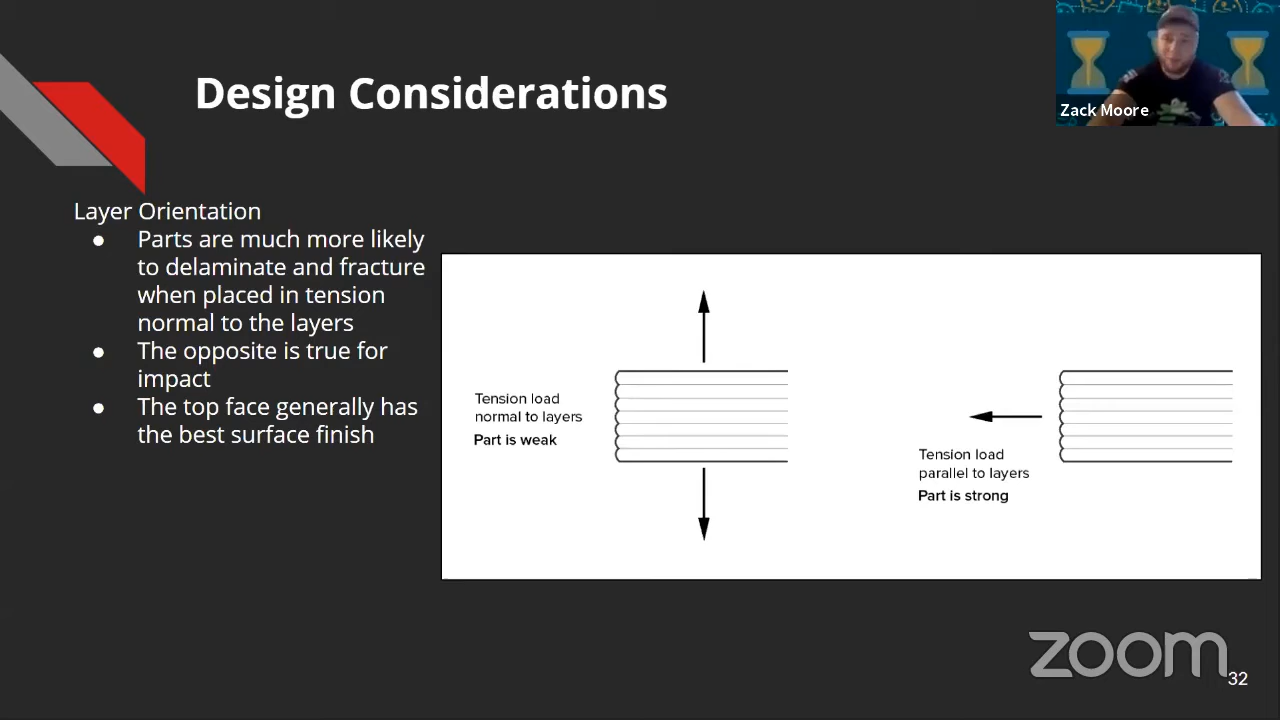 Design Considerations
Zack Moore
Layer Orientation
● Parts are much more likely
to delaminate and fracture
when placed in tension
normal to the layers
● The opposite is true for
impact
● The top face generally has
the best surface finish
Tension load
normal to layers
Part is weak
Tension load
parallel to layers
Part is strong
zoom
32